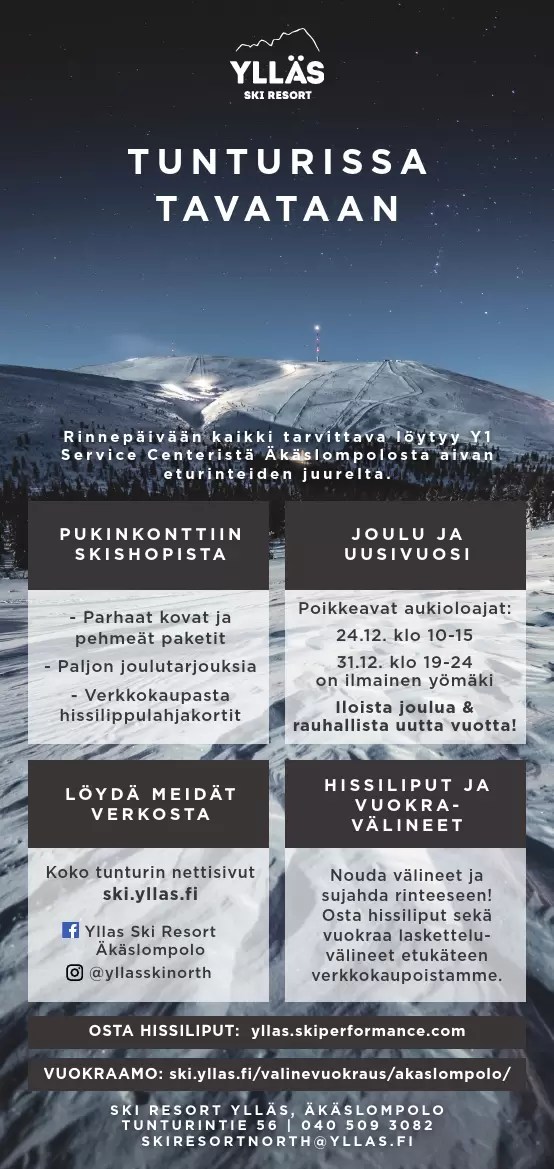 YLLÄS
SKI RESORT
TUNTURISSA
TAVATAAN
Rinnepäivään kaikki tarvittava löytyy Y1
Service Centeristä Äkäslompolosta aivan
eturinteiden juurelta.
PUKINKONTTIIN
SKISHOPISTA
- Parhaat kovat ja
pehmeät paketit
- Paljon joulutarjouksia
- Verkkokaupasta
hissilippulahjakortit
JOULU JA
UUSIVUOSI
Poikkeavat aukioloajat:
24.12. klo 10-15
31.12. klo 19-24
on ilmainen yömäki
Iloista joulua &
rauhallista uutta vuotta!
LÖYDÄ MEIDÄT
VERKOSTA
Koko tunturin nettisivut
ski.yllas.fi
Yllas Ski Resort
Äkäslompolo
@yllasskinorth
HISSILIPUT JA
VUOKRA-
VÄLINEET
Nouda välineet ja
sujahda rinteeseen!
Osta hissiliput sekä
vuokraa laskettelu-
välineet etukäteen
verkkokaupoistamme.
OSTA HISSILIPUT: yllas.skiperformance.com
VUOKRAAMO: ski.yllas.fi/valinevuokraus/akaslompolo/
SKI RESORT YLLÄS, ÄKÄSLOMPOLO
TUNTURINTIE 56 | 040 509 3082
SKIRESORTNORTH@YLLAS.FI